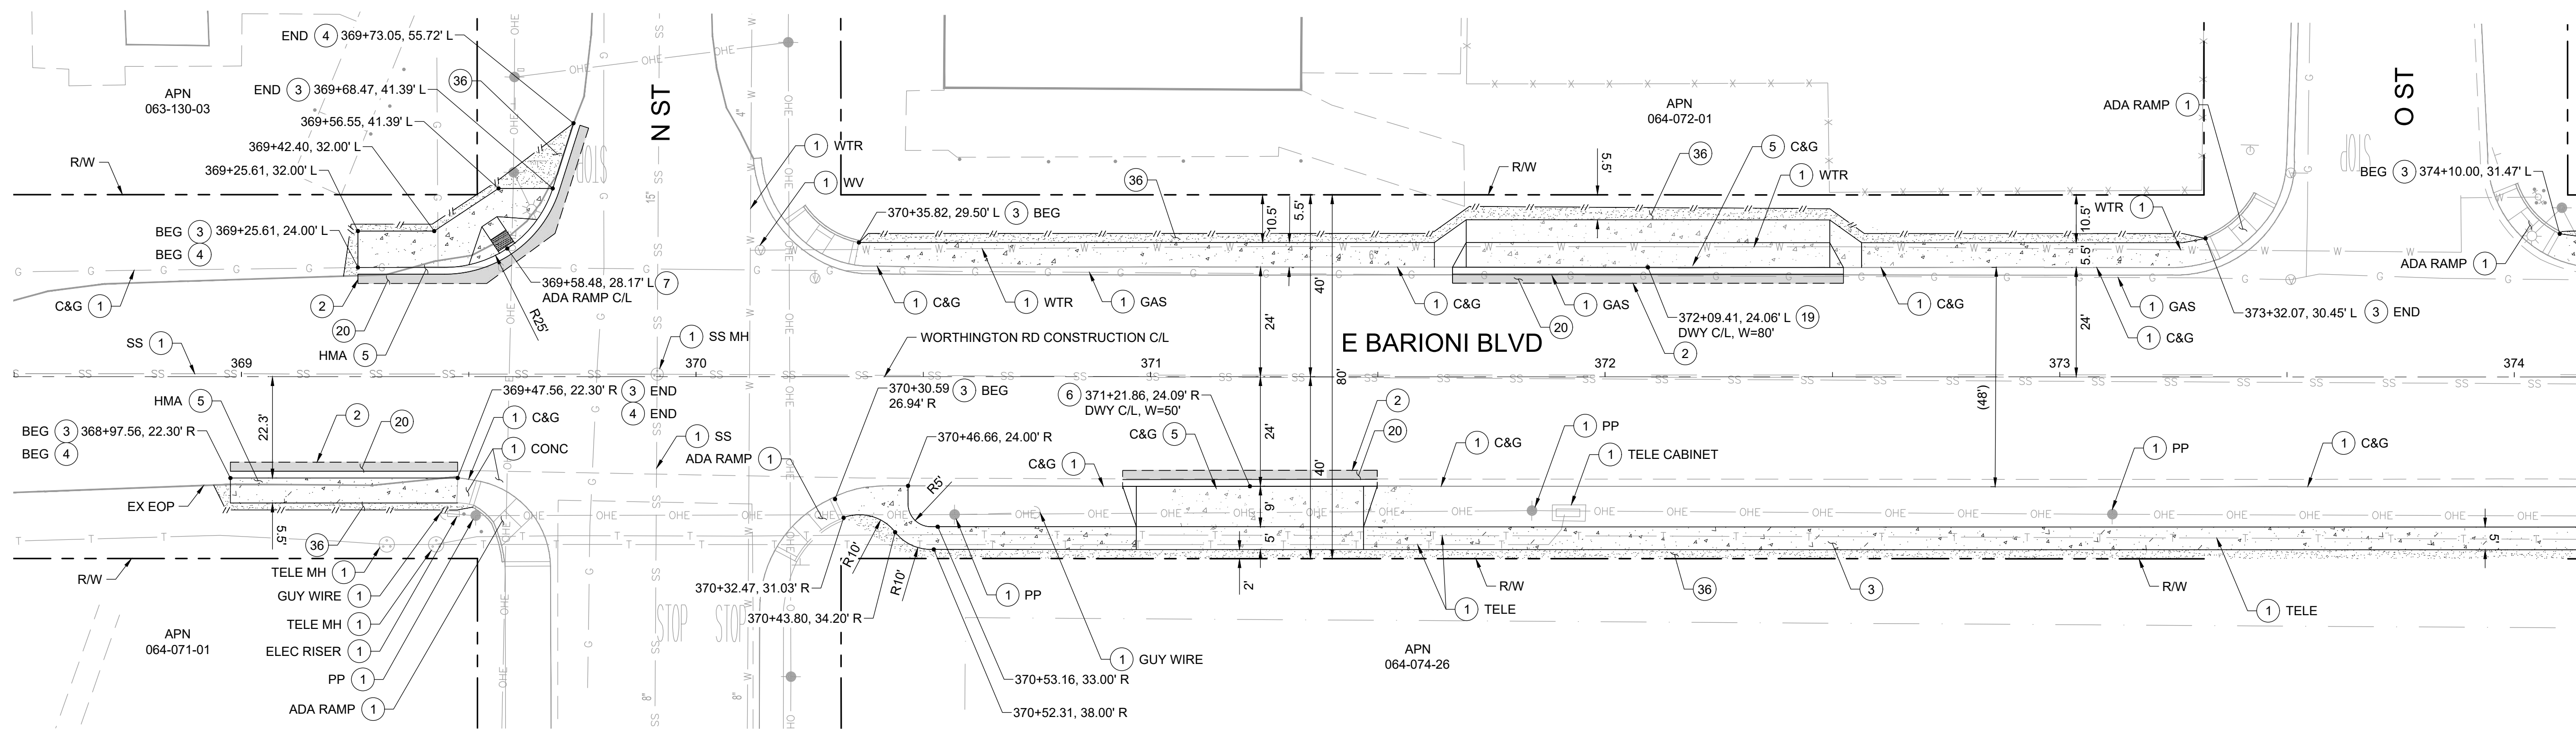 END 4 369+73.05, 55.72' L
36
END 3 369+68.47, 41.39' L
369+56.55, 41.39' L
369+42.40, 32.00' L
369+25.61, 32.00' L
BEG 3 369+25.61, 24.00' L
BEG 4
APN
063-130-03
R/W
C&G 1
2
20
HMA 5
369+58.48, 28.17' L 7
ADA RAMP C/L
R25'
N ST
STOP
15"
4"
1 WTR
1 WV
370+35.82, 29.50' L 3 BEG
36
1 C&G
1 WTR
1 GAS
10.5'
5.5'
40'
24'
80'
R/W
5.5'
36
5 C&G
1 WTR
APN
064-072-01
1 C&G
20
1 GAS
2
372+09.41, 24.06' L 19
DWY C/L, W=80'
1 C&G
(48')
10.5'
5.5'
24'
WTR 1
ADA RAMP 1
1 GAS
1 C&G
373+32.07, 30.45' L 3 END
O ST
STOP
BEG 3 374+10.00, 31.47' L
ADA RAMP 1
SS 1
1 SS MH
WORTHINGTON RD CONSTRUCTION C/L
E BARIONI BLVD
369
370
371
372
373
374
HMA 5
22.3'
2
20
BEG 3 368+97.56, 22.30' R
BEG 4
369+47.56, 22.30' R 3 END
4 END
1 C&G
1 CONC
EX EOP
5.5'
36
R/W
TELE MH 1
GUY WIRE 1
TELE MH 1
ELEC RISER 1
PP 1
ADA RAMP 1
APN
064-071-01
1 SS
ADA RAMP 1
370+30.59 3 BEG
26.94' R
370+46.66, 24.00' R
R5'
R10'
R10'
370+32.47, 31.03' R
370+43.80, 34.20' R
STOP
STOP
8"
8"
1 PP
1 GUY WIRE
370+53.16, 33.00' R
370+52.31, 38.00' R
C&G 1
6 371+21.86, 24.09' R
DWY C/L, W=50'
C&G 5
2
20
24'
40'
9'
5'
2'
1 C&G
1 PP
1 TELE CABINET
1 TELE
R/W
APN
064-074-26
36
3
1 PP
1 C&G
R/W
1 TELE
5'